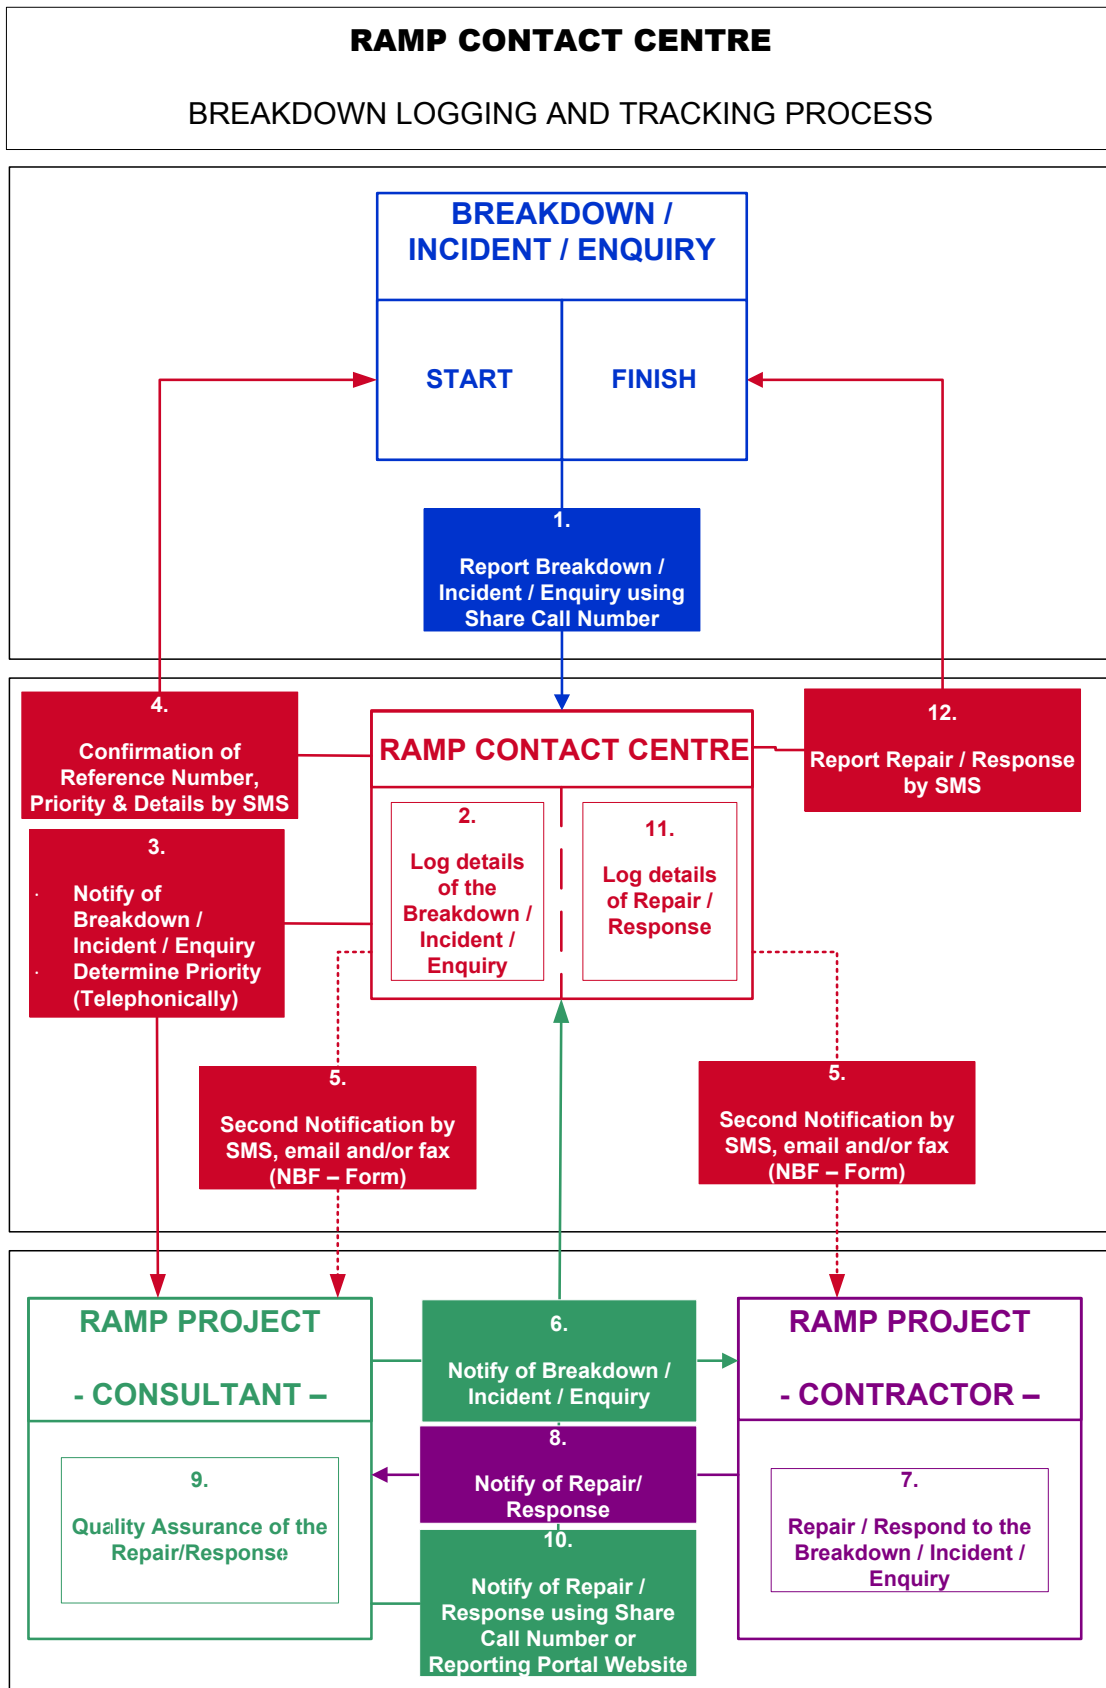 RAMP CONTACT CENTRE
BREAKDOWN LOGGING AND TRACKING PROCESS
BREAKDOWN /
INCIDENT / ENQUIRY
START
FINISH
1.
Report Breakdown /
Incident / Enquiry using
Share Call Number
4.
Confirmation of
Reference Number,
Priority & Details by SMS
RAMP CONTACT CENTRE
12.
Report Repair / Response
by SMS
3.
· Notify of
Breakdown /
Incident / Enquiry
· Determine Priority
(Telephonically)
2.
Log details
of the
Breakdown /
Incident /
Enquiry
11.
Log details
of Repair /
Response
5.
Second Notification by
SMS, email and/or fax
(NBF – Form)
5.
Second Notification by
SMS, email and/or fax
(NBF – Form)
RAMP PROJECT
- CONSULTANT –
6.
Notify of Breakdown /
Incident / Enquiry
RAMP PROJECT
- CONTRACTOR –
8.
Notify of Repair/
Response
9.
Quality Assurance of the
Repair/Response
7.
Repair / Respond to the
Breakdown / Incident /
Enquiry
10.
Notify of Repair /
Response using Share
Call Number or
Reporting Portal Website